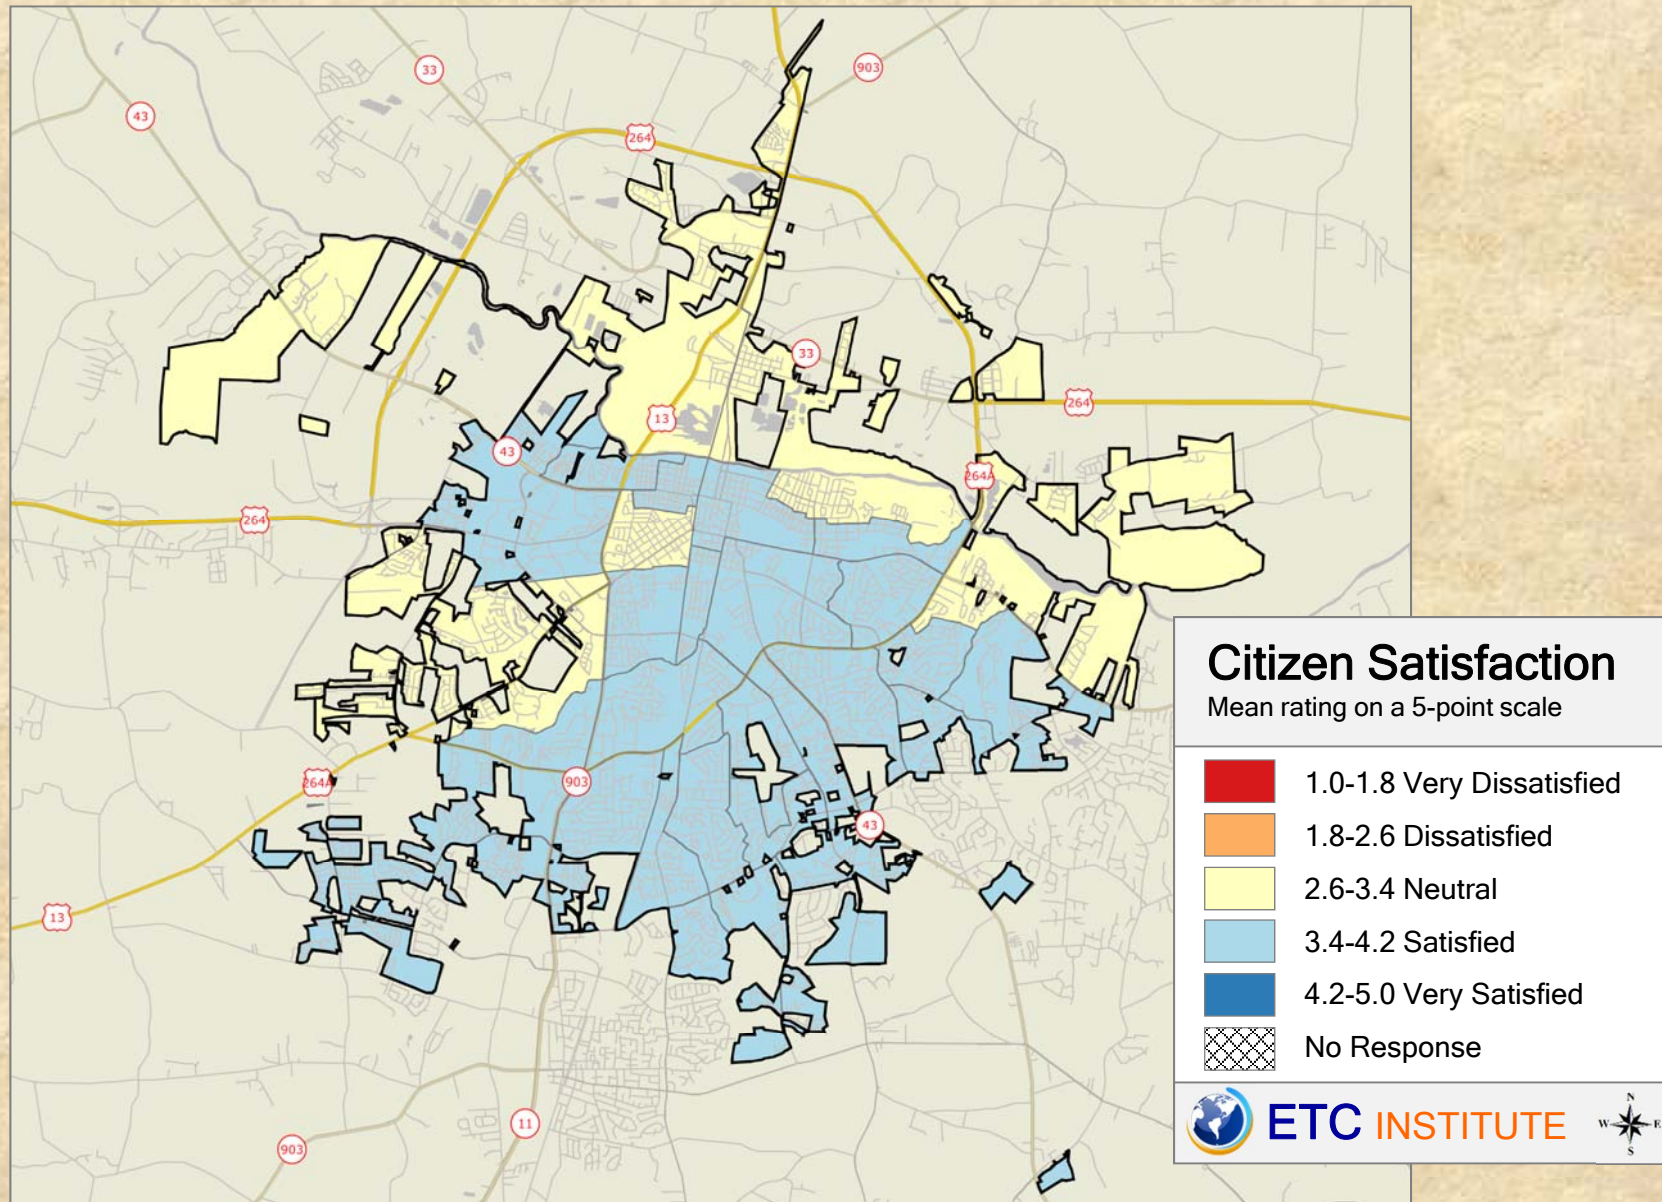 33
903
43
264
33
264
13
43
264A
264
903
264A
43
13
11
903
Citizen Satisfaction
Mean rating on a 5-point scale
1.0-1.8 Very Dissatisfied
1.8-2.6 Dissatisfied
2.6-3.4 Neutral
3.4-4.2 Satisfied
4.2-5.0 Very Satisfied
No Response
ETC INSTITUTE
N
W E
S